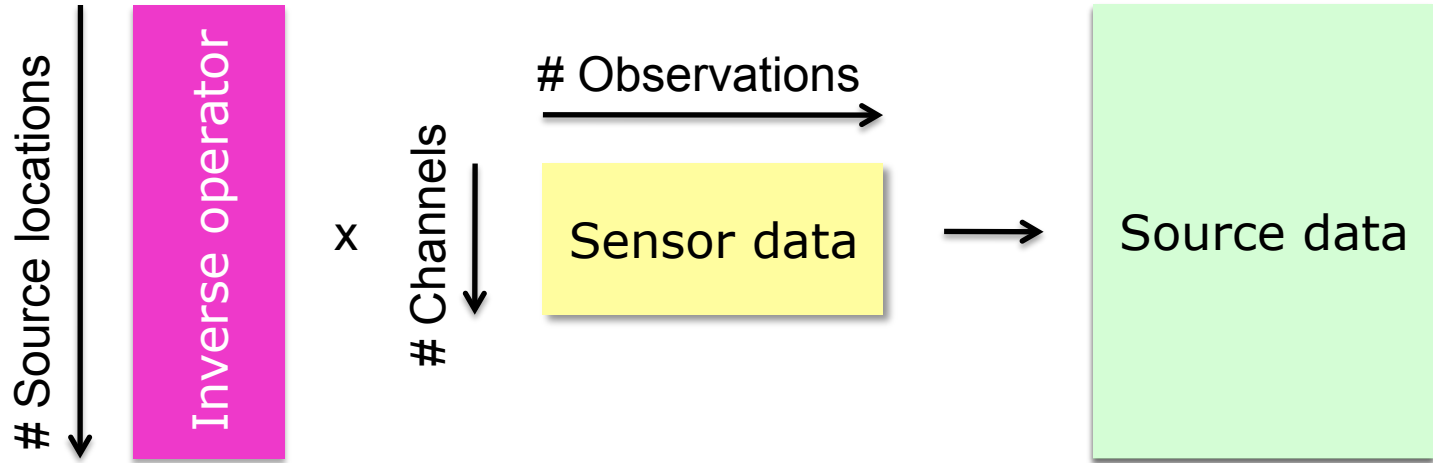 # Source locations
Inverse operator
x
# Channels
# Observations
Sensor data
Source data